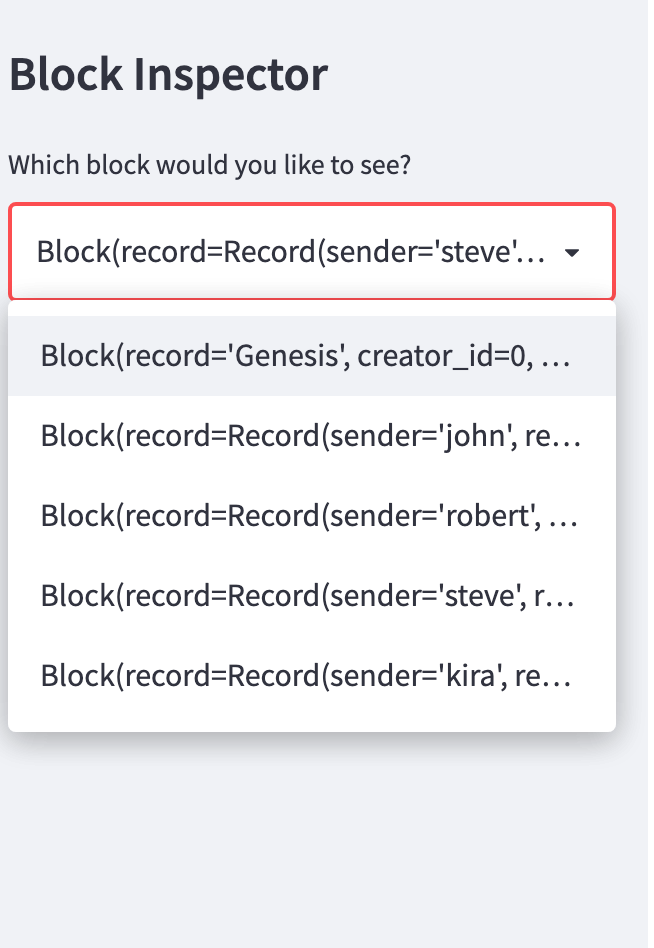 Block Inspector
Which block would you like to see?
Block(record=Record(sender='steve'…
Block(record='Genesis', creator_id=0, …
Block(record=Record(sender='john', re…
Block(record=Record(sender='robert', …
Block(record=Record(sender='steve', r…
Block(record=Record(sender='kira', re…